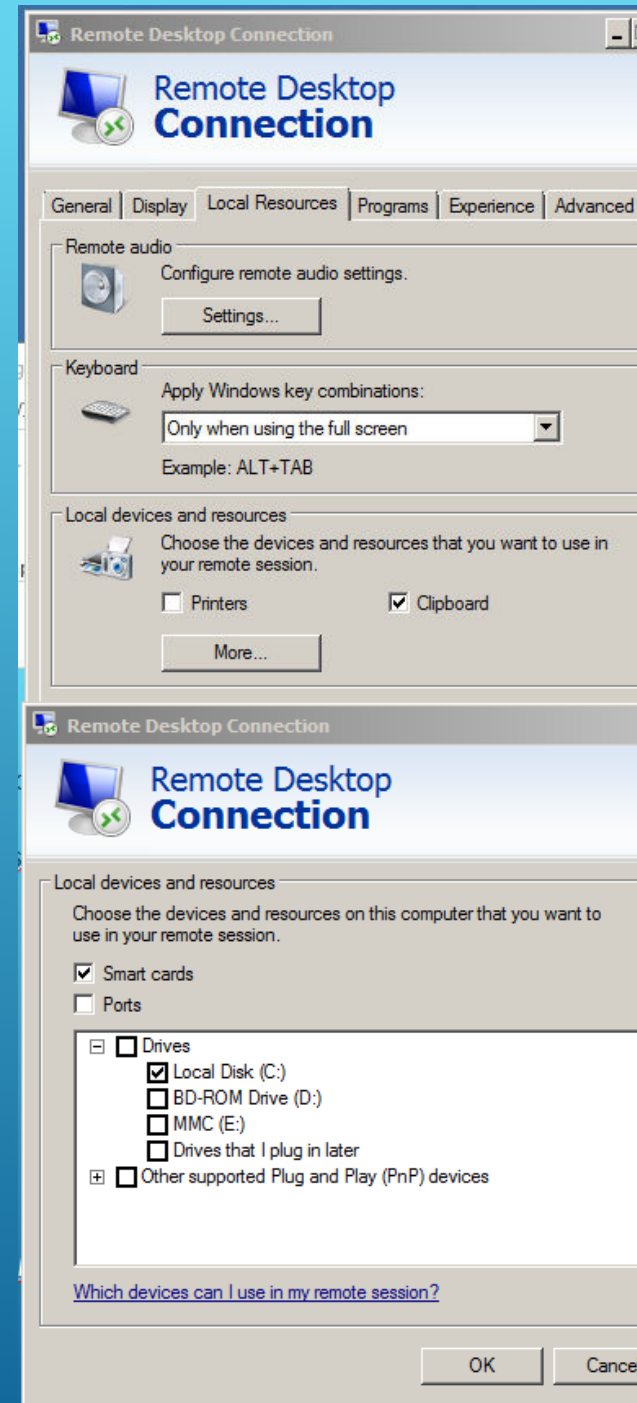 Remote Desktop Connection
Remote Desktop
Connection
General Display Local Resources Programs Experience Advanced
Remote audio
Configure remote audio settings.
Settings...
Keyboard
Apply Windows key combinations:
Only when using the full screen
Example: ALT+TAB
Local devices and resources
Choose the devices and resources that you want to use in
your remote session.
Printers Clipboard
More...
Remote Desktop Connection
Remote Desktop
Connection
Local devices and resources
Choose the devices and resources on this computer that you want to
use in your remote session.
Smart cards
Ports
Drives
Local Disk (C:)
BD-ROM Drive (D:)
MMC (E:)
Drives that I plug in later
Other supported Plug and Play (PnP) devices
Which devices can I use in my remote session?
OK Cance